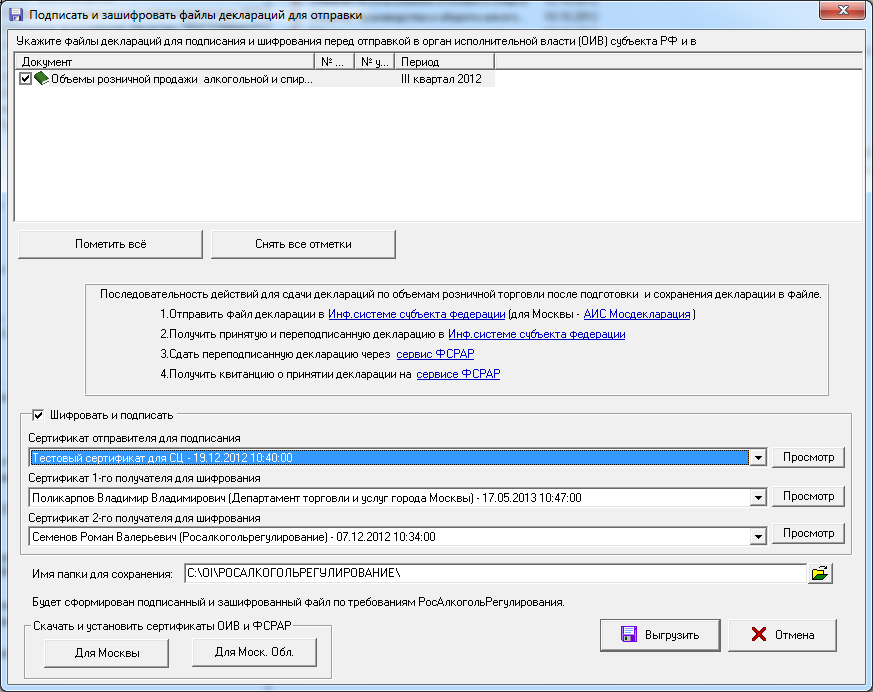 Подписать и зашифровать файлы деклараций для отправки
Укажите файлы деклараций для подписания и шифрования перед отправкой в орган исполнительной власти (ОИВ) субъекта РФ и в
Документ № ... № у... Период
Объемы розничной продажи алкогольной и спир... III квартал 2012
Пометить всё Снять все отметки
Последовательность действий для сдачи деклараций по объемам розничной торговли после подготовки и сохранения декларации в файле.
1.Отправить файл декларации в Инф.системе субъекта федерации (для Москвы - АИС Мосдекларация )
2.Получить принятую и переподписанную декларацию в Инф.системе субъекта федерации
3.Сдать переподписанную декларацию через сервис ФСРАР
4.Получить квитанцию о принятии декларации на сервисе ФСРАР
Шифровать и подписать
Сертификат отправителя для подписания
Тестовый сертификат для СЦ - 19.12.2012 10:40:00 Просмотр
Сертификат 1-го получателя для шифрования
Поликарпов Владимир Владимирович (Департамент торговли и услуг города Москвы) - 17.05.2013 10:47:00 Просмотр
Сертификат 2-го получателя для шифрования
Семенов Роман Валерьевич (Росалкогольрегулирование) - 07.12.2012 10:34:00 Просмотр
Имя папки для сохранения: C:\OI\РОСАЛКОГОЛЬРЕГУЛИРОВАНИЕ\
Будет сформирован подписанный и зашифрованный файл по требованиям РосАлкогольРегулирования.
Скачать и установить сертификаты ОИВ и ФСРАР
Для Москвы Для Моск. Обл. Выгрузить Отмена